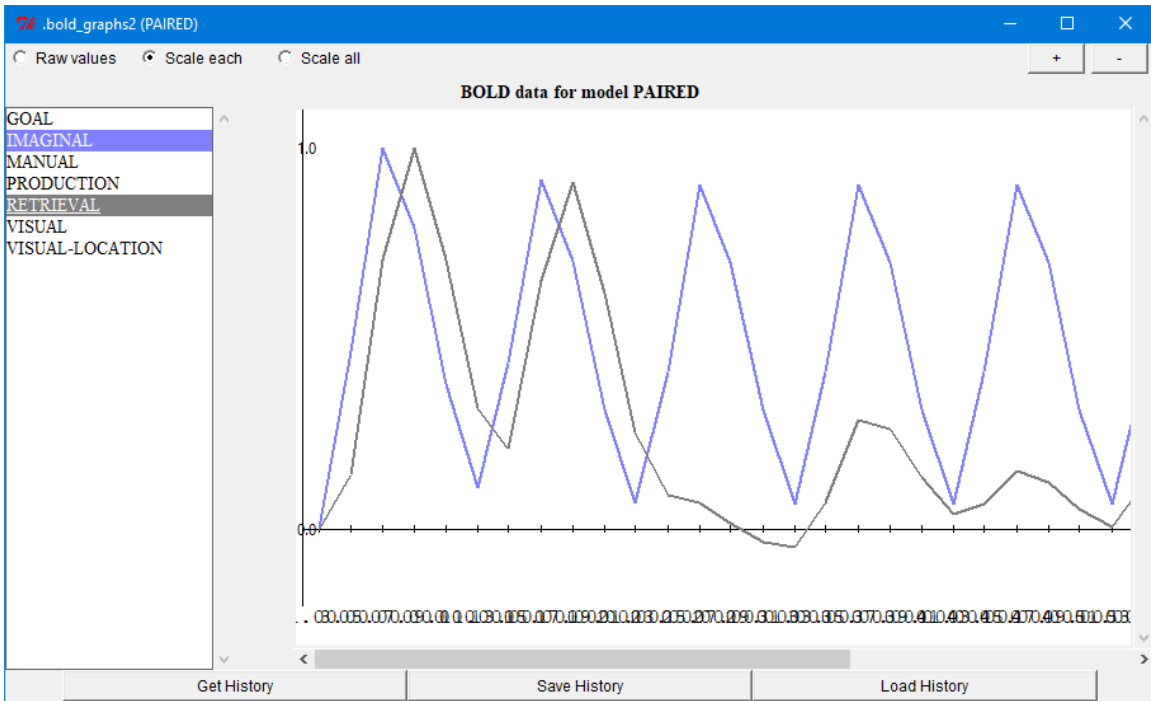 .bold_graphs2 (PAIRED)
Raw values Scale each Scale all + -
BOLD data for model PAIRED
GOAL
IMAGINAL
MANUAL
PRODUCTION
RETRIEVAL
VISUAL
VISUAL-LOCATION
1.0
0.0
Get History Save History Load History